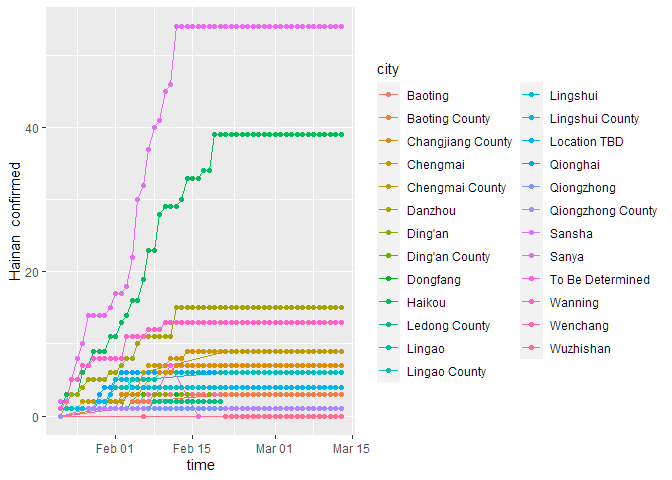 Hainan confirmed
40
20
0
Feb 01
Feb 15
Mar 01
Mar 15
time
city
Baoting
Baoting County
Changjiang County
Chengmai
Chengmai County
Danzhou
Ding'an
Ding'an County
Dongfang
Haikou
Ledong County
Lingao
Lingao County
Lingshui
Lingshui County
Location TBD
Qionghai
Qiongzhong
Qiongzhong County
Sansha
Sanya
To Be Determined
Wanning
Wenchang
Wuzhishan